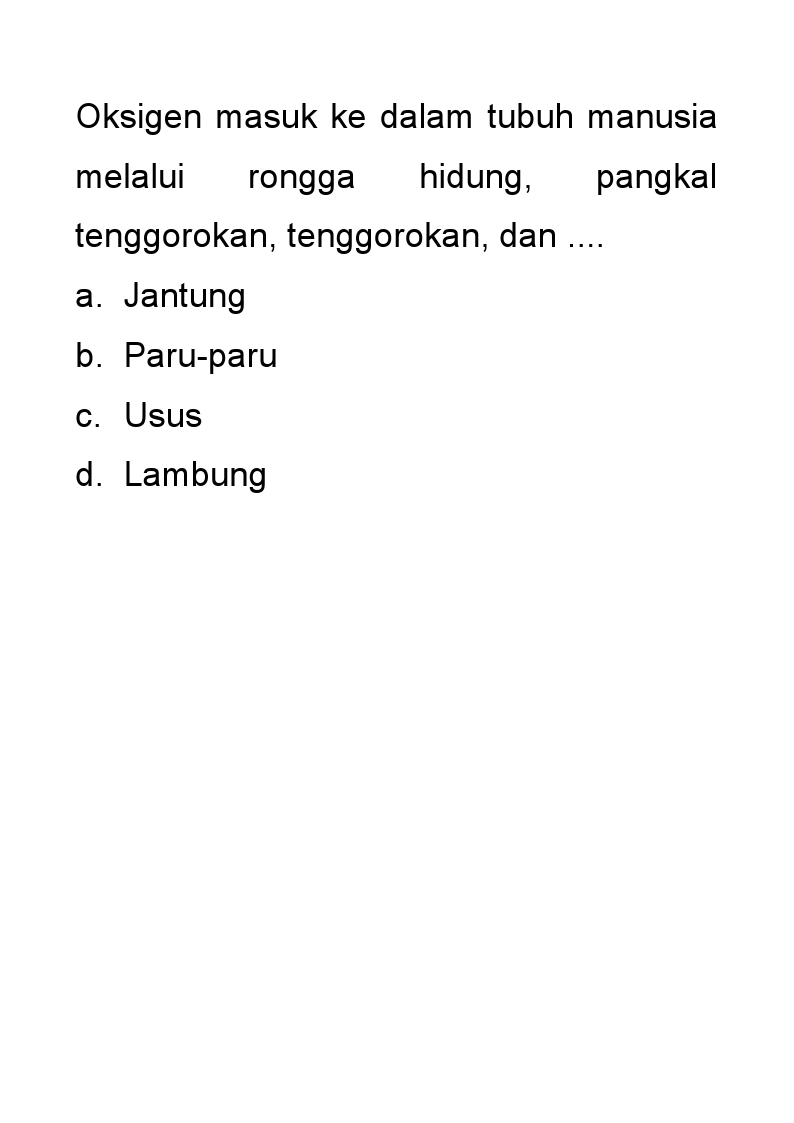 Oksigen masuk ke dalam tubuh manusia
melalui rongga hidung, pangkal
tenggorokan, tenggorokan, dan ....
a. Jantung
b. Paru-paru
c. Usus
d. Lambung